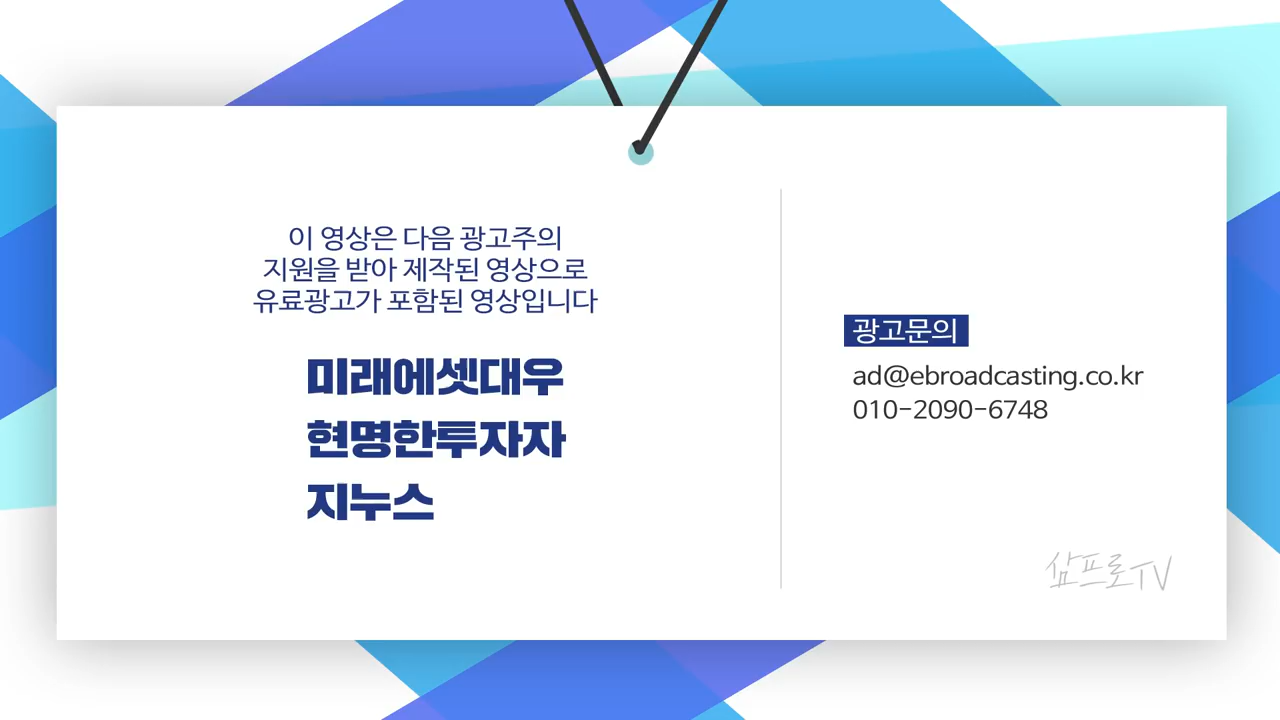 이 영상은 다음 광고주의
지원을 받아 제작된 영상으로
유료광고가 포함된 영상입니다
미래에셋대우
현명한투자자
지누스
광고문의
ad@ebroadcasting.co.kr
010-2090-6748
삼프로TV